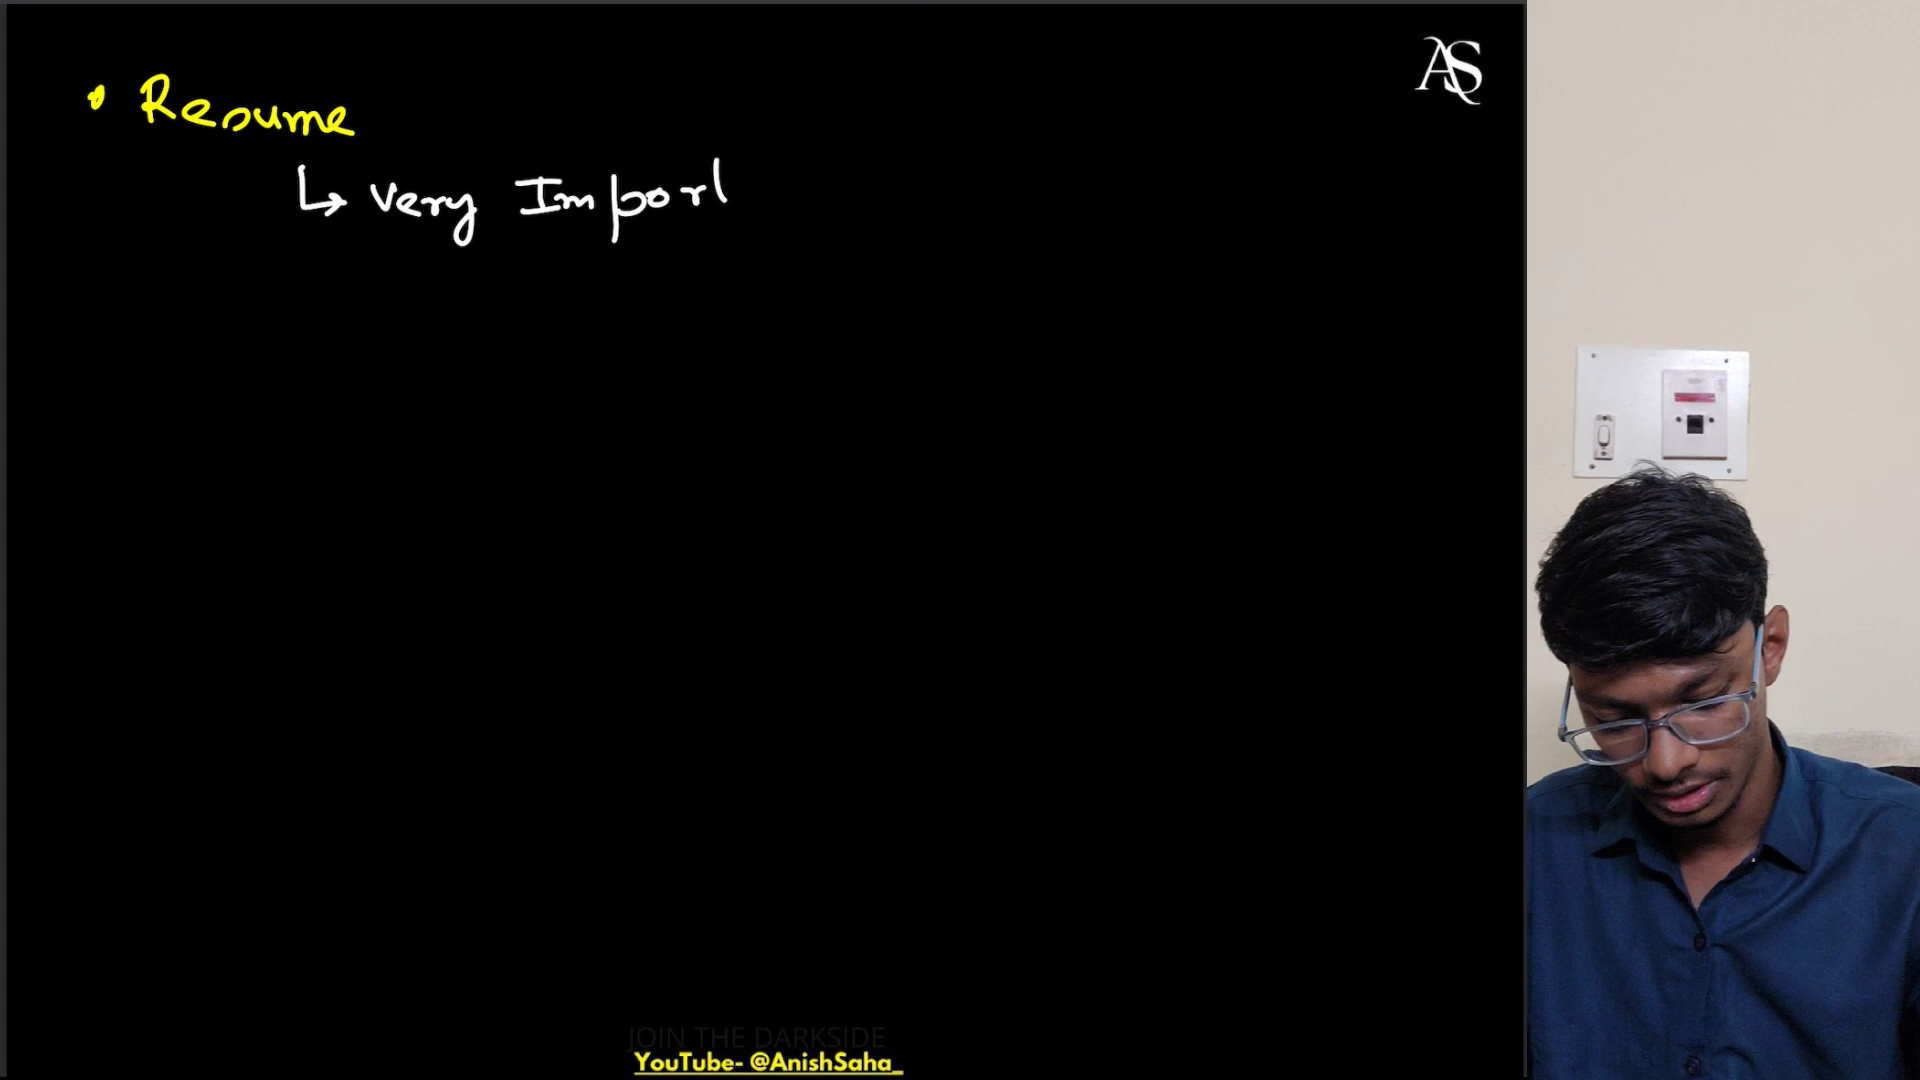 AS
• Resume
↳ Very Imporl
JOIN THE DARKSIDE
YouTube- @AnishSaha_